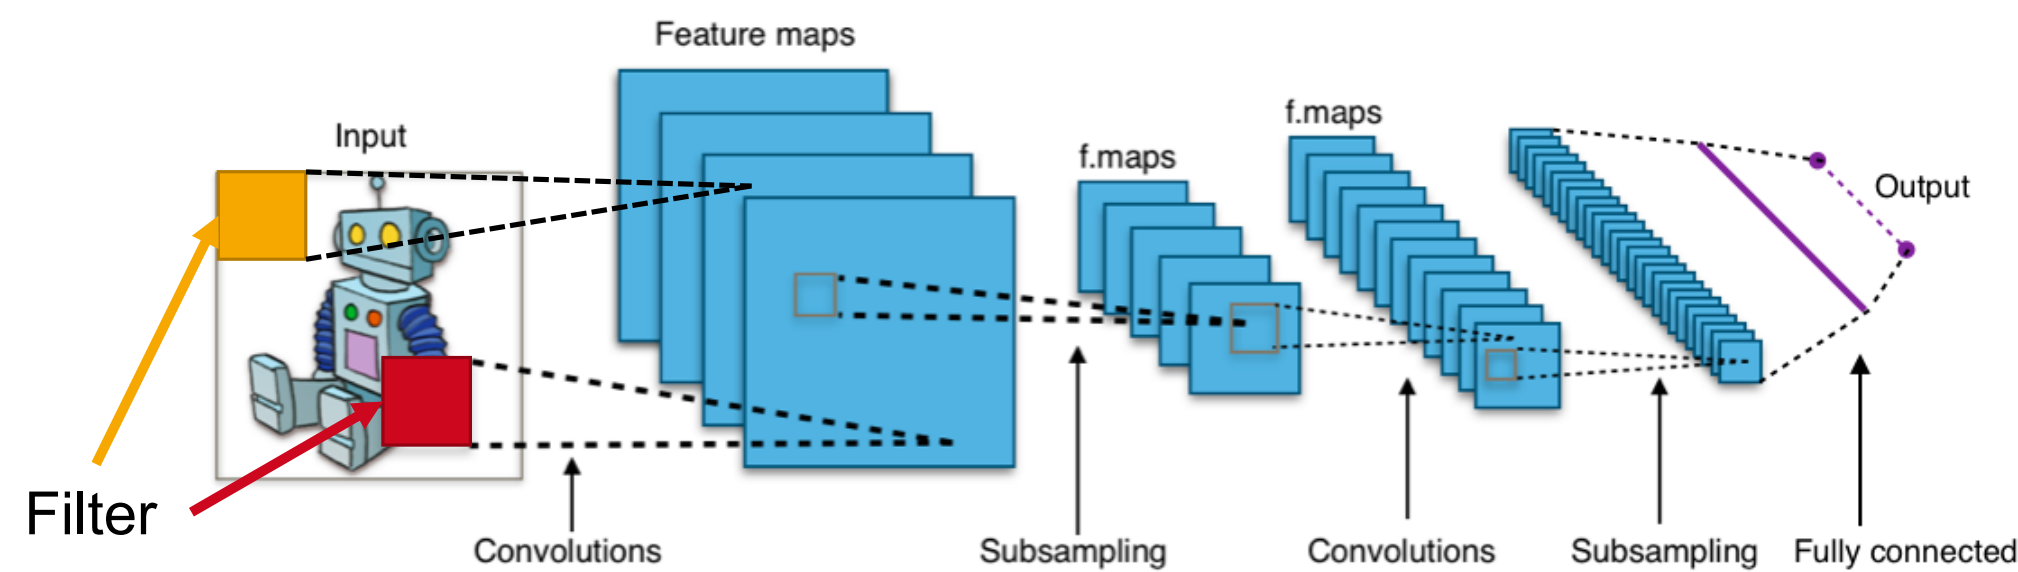 Feature maps
Input
f.maps
f.maps
Output
Filter
Convolutions
Subsampling
Convolutions
Subsampling
Fully connected